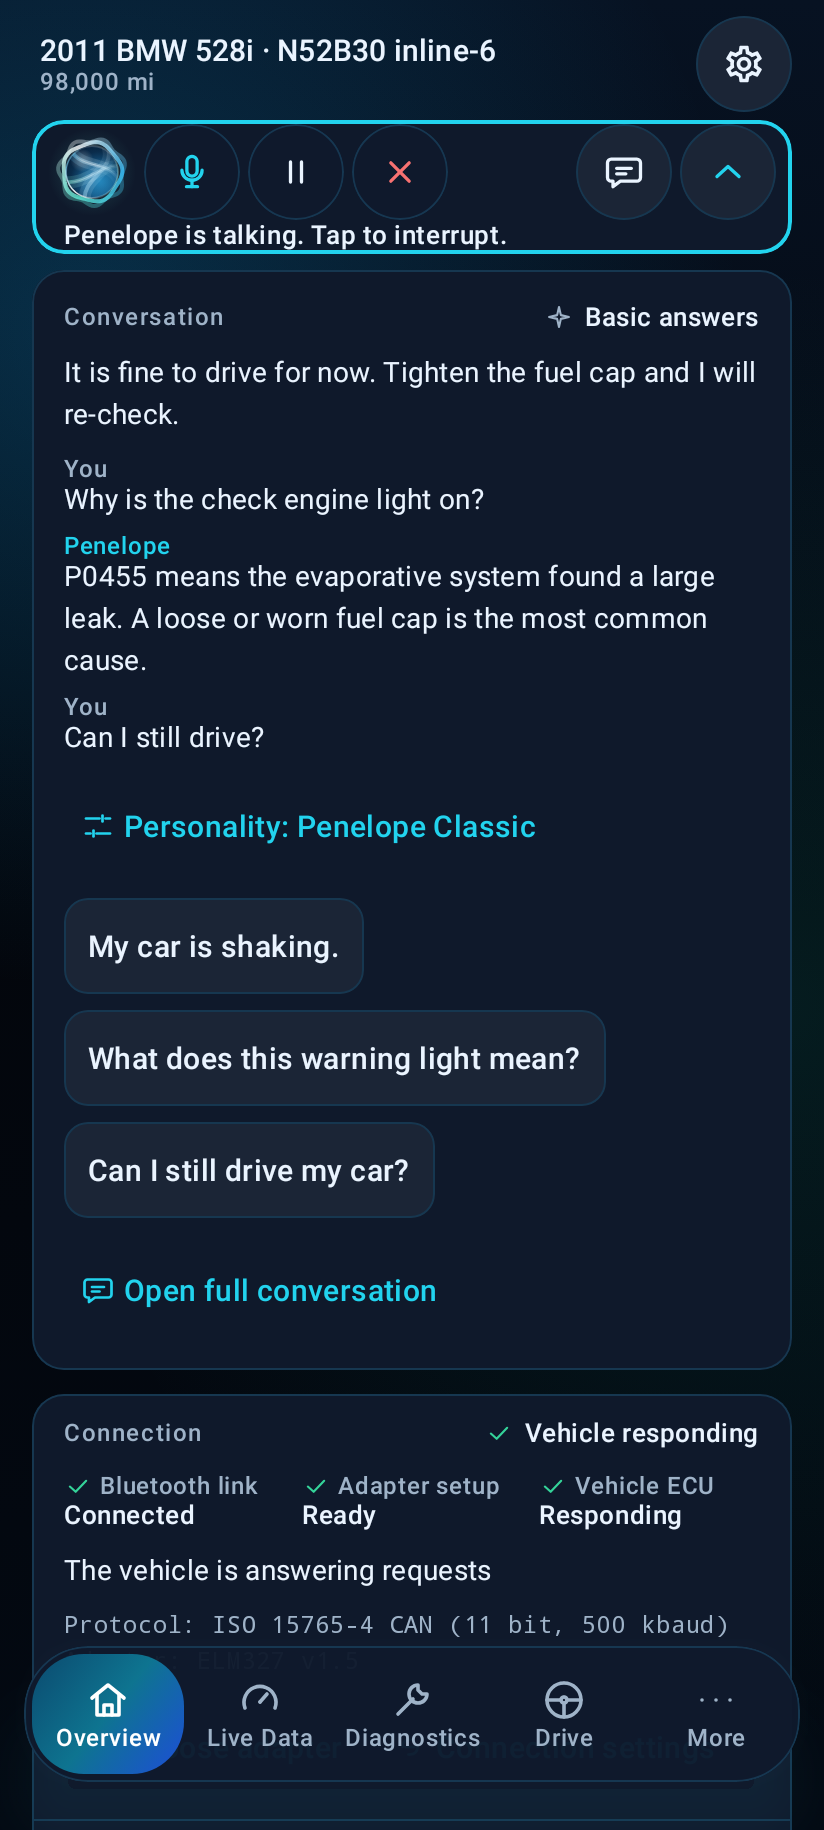 2011 BMW 528i · N52B30 inline-6
98,000 mi
Penelope is talking. Tap to interrupt.
Conversation
Basic answers
It is fine to drive for now. Tighten the fuel cap and I will
re-check.
You
Why is the check engine light on?
Penelope
P0455 means the evaporative system found a large
leak. A loose or worn fuel cap is the most common
cause.
You
Can I still drive?
Personality: Penelope Classic
My car is shaking.
What does this warning light mean?
Can I still drive my car?
Open full conversation
Connection
Vehicle responding
Bluetooth link
Adapter setup
Vehicle ECU
Connected
Ready
Responding
The vehicle is answering requests
Protocol: ISO 15765-4 CAN (11 bit, 500 kbaud)
ELM327 v1.5
adapter
Connection settings
Overview
Live Data
Diagnostics
Drive
More